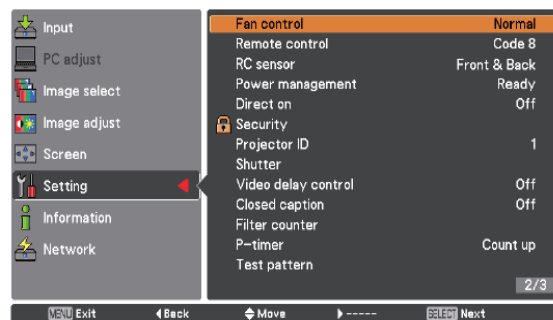 Input
PC adjust
Image select
Image adjust
Screen
Setting
Information
Network
Fan control Normal
Remote control Code 8
RC sensor Front & Back
Power management Ready
Direct on Off
Security
Projector ID 1
Shutter
Video delay control Off
Closed caption Off
Filter counter
P-timer Count up
Test pattern
2/3
MENU Exit Back Move ----- SELECT Next